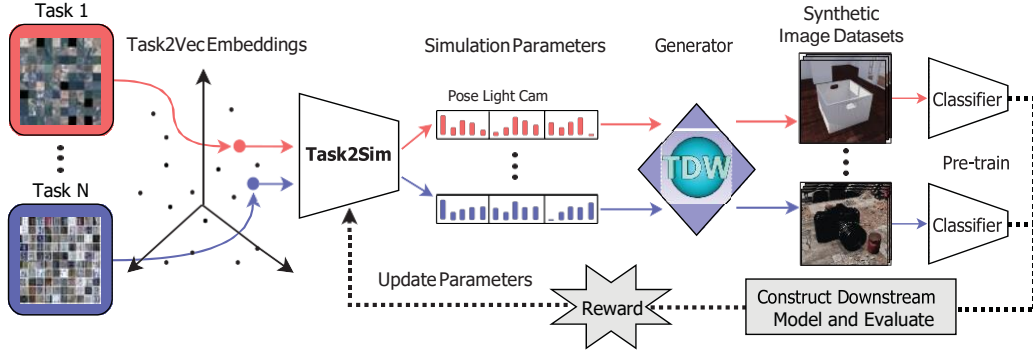 Task 1
Task2Vec Embeddings
Simulation Parameters
Generator
Synthetic
Image Datasets
Pose Light Cam
Classifier
Task2Sim
TDW
Pre-train
Task N
Classifier
Update Parameters
Reward
Construct Downstream
Model and Evaluate